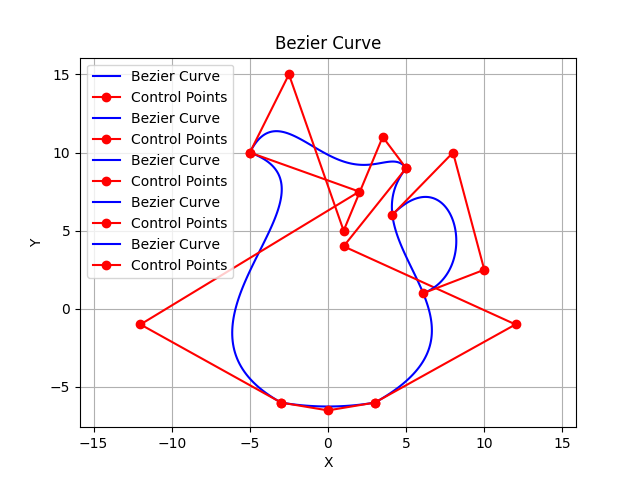 Bezier Curve
Bezier Curve
Control Points
Bezier Curve
Control Points
Bezier Curve
Control Points
Bezier Curve
Control Points
Bezier Curve
Control Points
15
10
5
0
−5
Y
−15
−10
−5
0
5
10
15
X